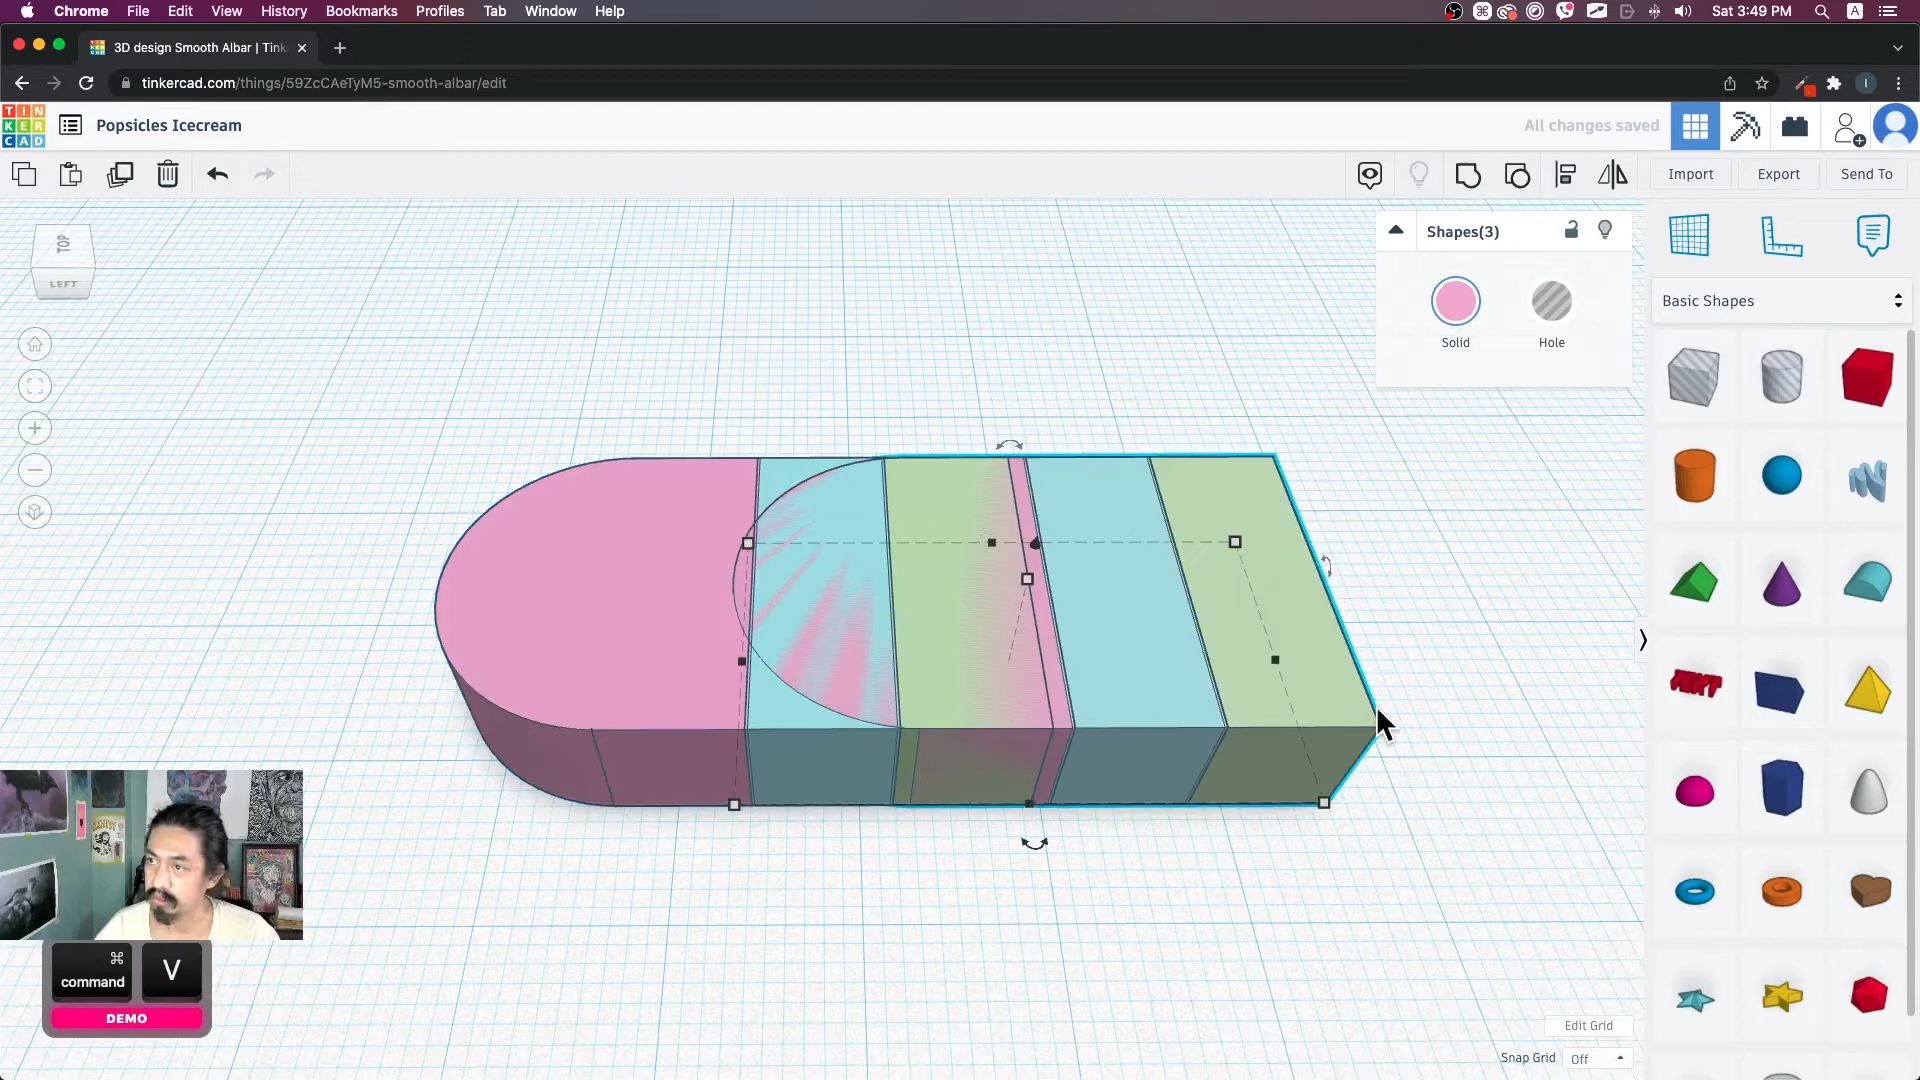 Chrome File Edit View History Bookmarks Profiles Tab Window Help
A Sat 3:49 PM
3D design Smooth Albar | Tink
tinkercad.com/things/59ZcCAeTyM5-smooth-albar/edit
I
TIN
KER
CAD
Popsicles Icecream
All changes saved
Import Export Send To
TOP
LEFT
Shapes(3)
Solid Hole
Basic Shapes
TEXT
command ⌘
V
DEMO
Edit Grid
Snap Grid Off